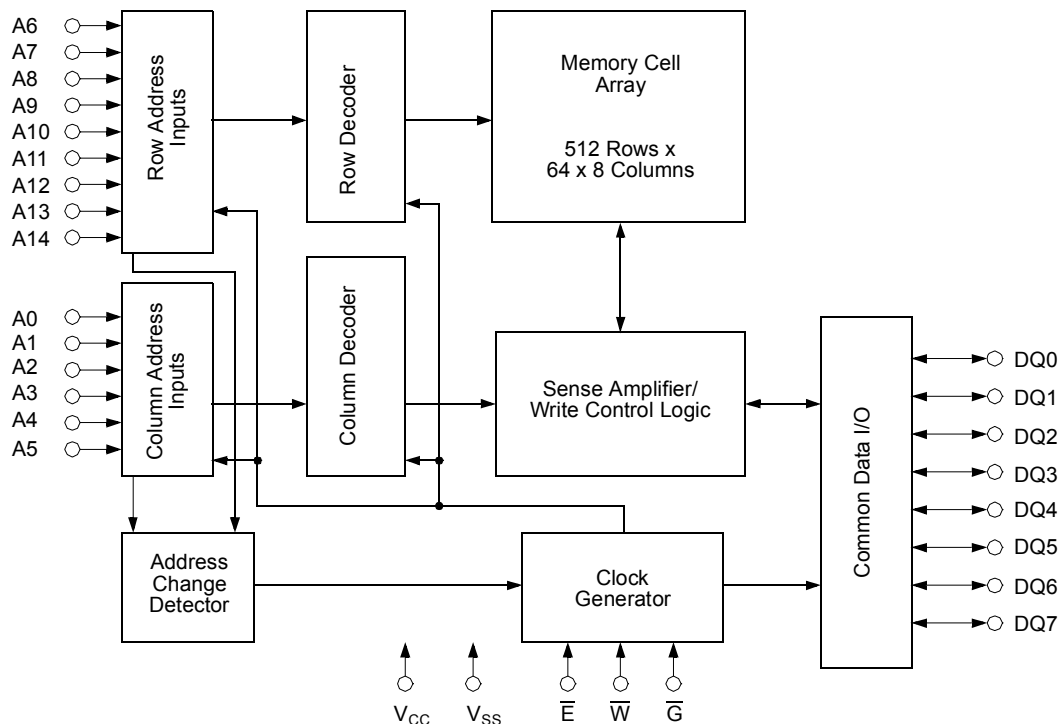 A6
A7
A8
A9
A10
A11
A12
A13
A14
Row Address
Inputs
Row Decoder
Memory Cell
Array
512 Rows x
64 x 8 Columns
A0
A1
A2
A3
A4
A5
Column Address
Inputs
Column Decoder
Sense Amplifier/
Write Control Logic
Common Data I/O
DQ0
DQ1
DQ2
DQ3
DQ4
DQ5
DQ6
DQ7
Address
Change
Detector
Clock
Generator
V_CC
V_SS
E̅
W̅
G̅